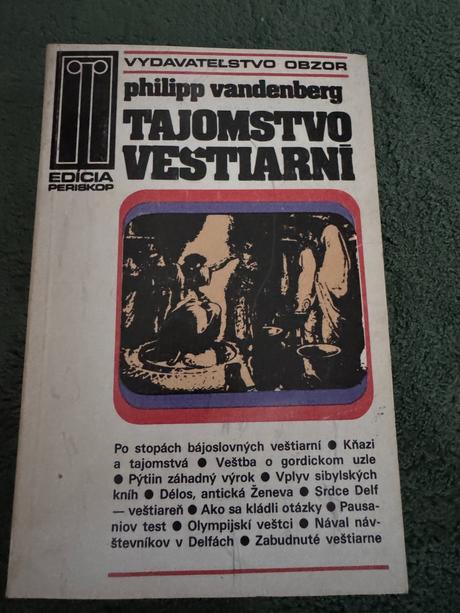 VYDAVATEĽSTVO OBZOR
philipp vandenberg
TAJOMSTVO
VEŠTIARNÍ
EDÍCIA
PERISKOP
Po stopách bájoslovných veštiarní ● Kňazi
a tajomstvá ● Veštba o gordickom uzle
● Pýtiin záhadný výrok ● Vplyv sibylských
kníh ● Délos, antická Ženeva ● Srdce Delf
— veštiareň ● Ako sa kládli otázky ● Pausa-
niov test ● Olympijskí veštci ● Nával náv-
števníkov v Delfách ● Zabudnuté veštiarne